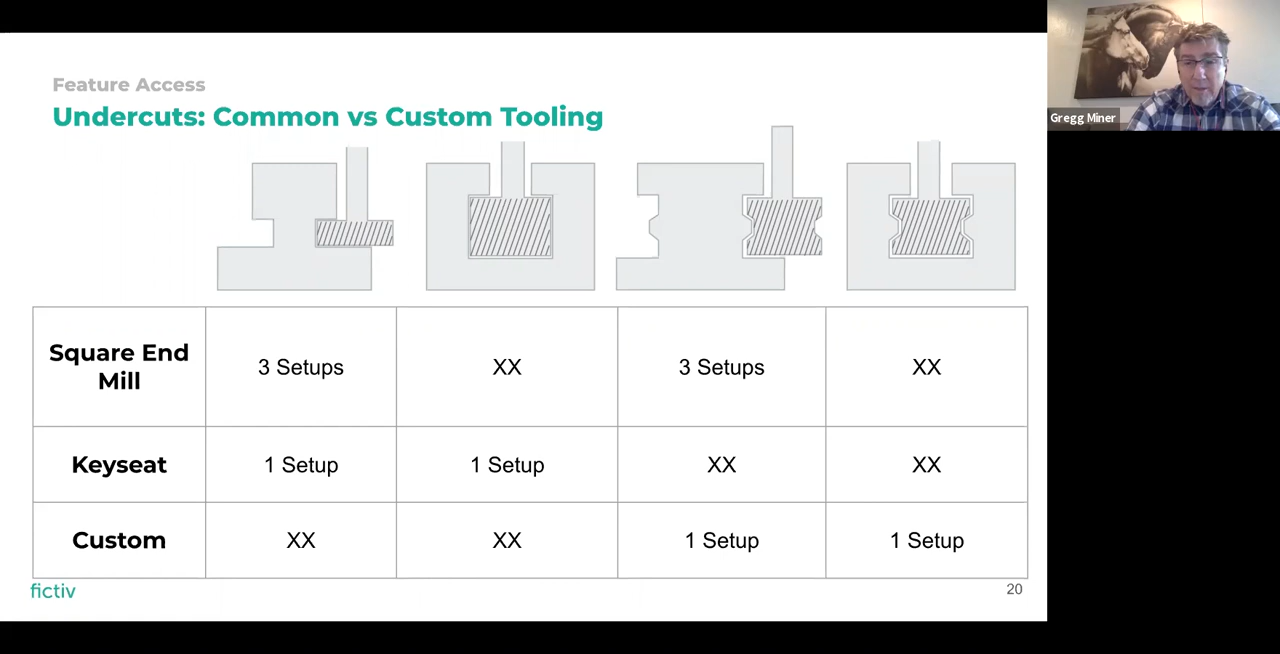 Feature Access
Undercuts: Common vs Custom Tooling
Gregg Miner
Square End
Mill
3 Setups
XX
3 Setups
XX
Keyseat
1 Setup
1 Setup
XX
XX
Custom
XX
XX
1 Setup
1 Setup
fictiv
20